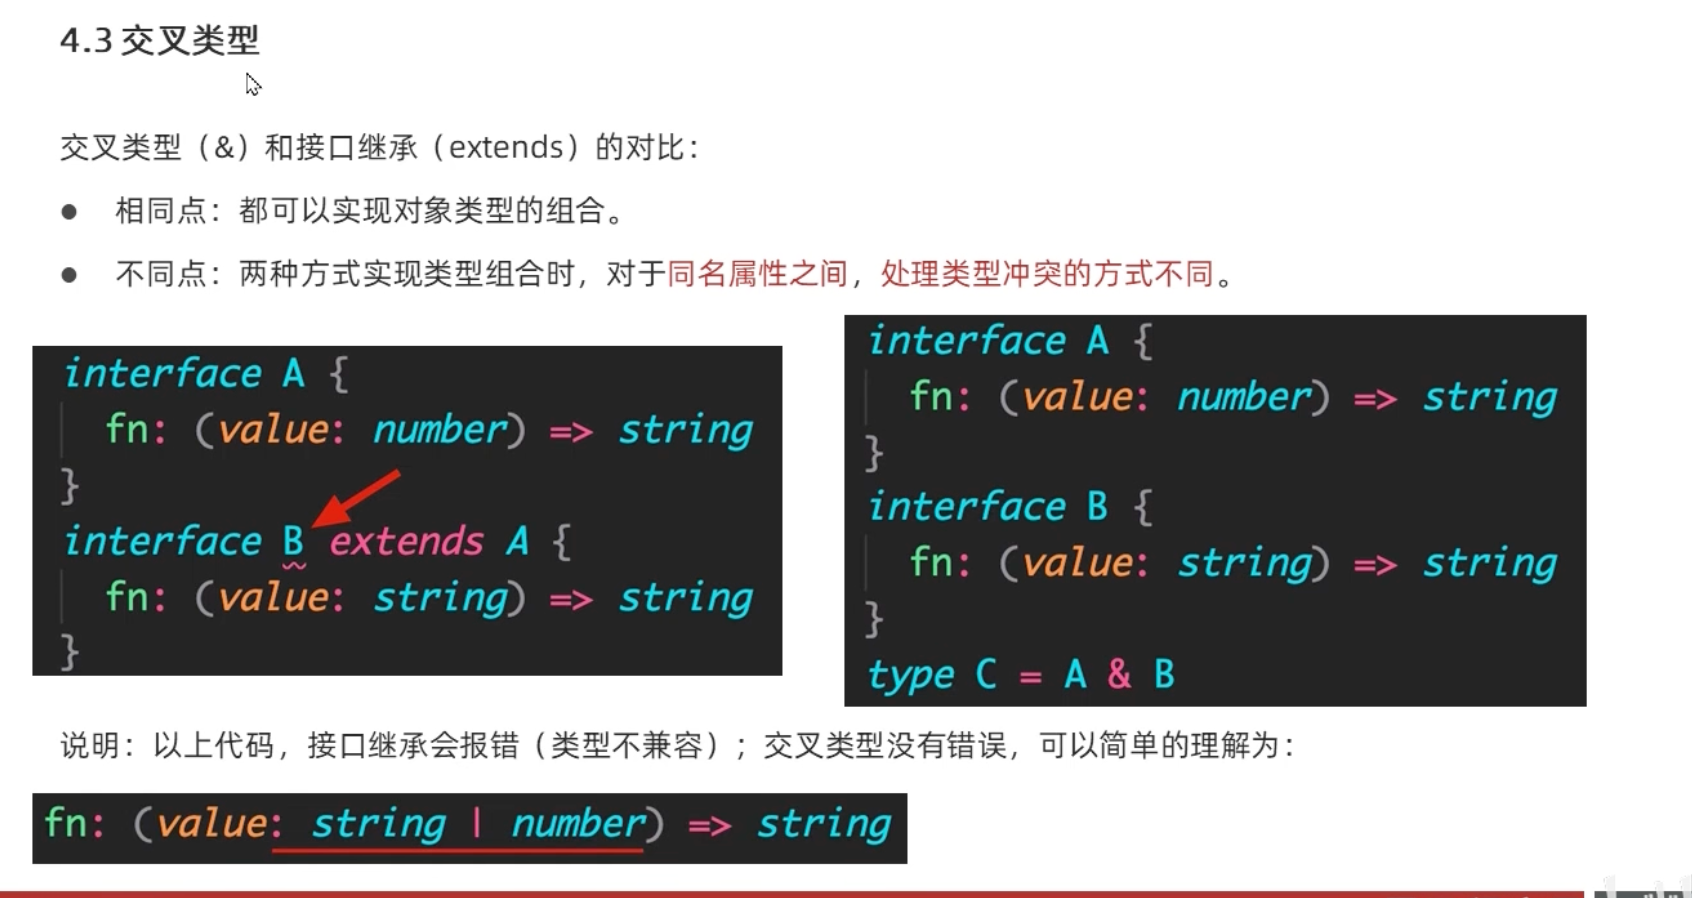 4.3 交叉类型
交叉类型（&）和接口继承（extends）的对比：
● 相同点：都可以实现对象类型的组合。
● 不同点：两种方式实现类型组合时，对于同名属性之间，处理类型冲突的方式不同。
interface A {
fn: (value: number) => string
}
interface B extends A {
fn: (value: string) => string
}
interface A {
fn: (value: number) => string
}
interface B {
fn: (value: string) => string
}
type C = A & B
说明：以上代码，接口继承会报错（类型不兼容）；交叉类型没有错误，可以简单的理解为：
fn: (value: string | number) => string